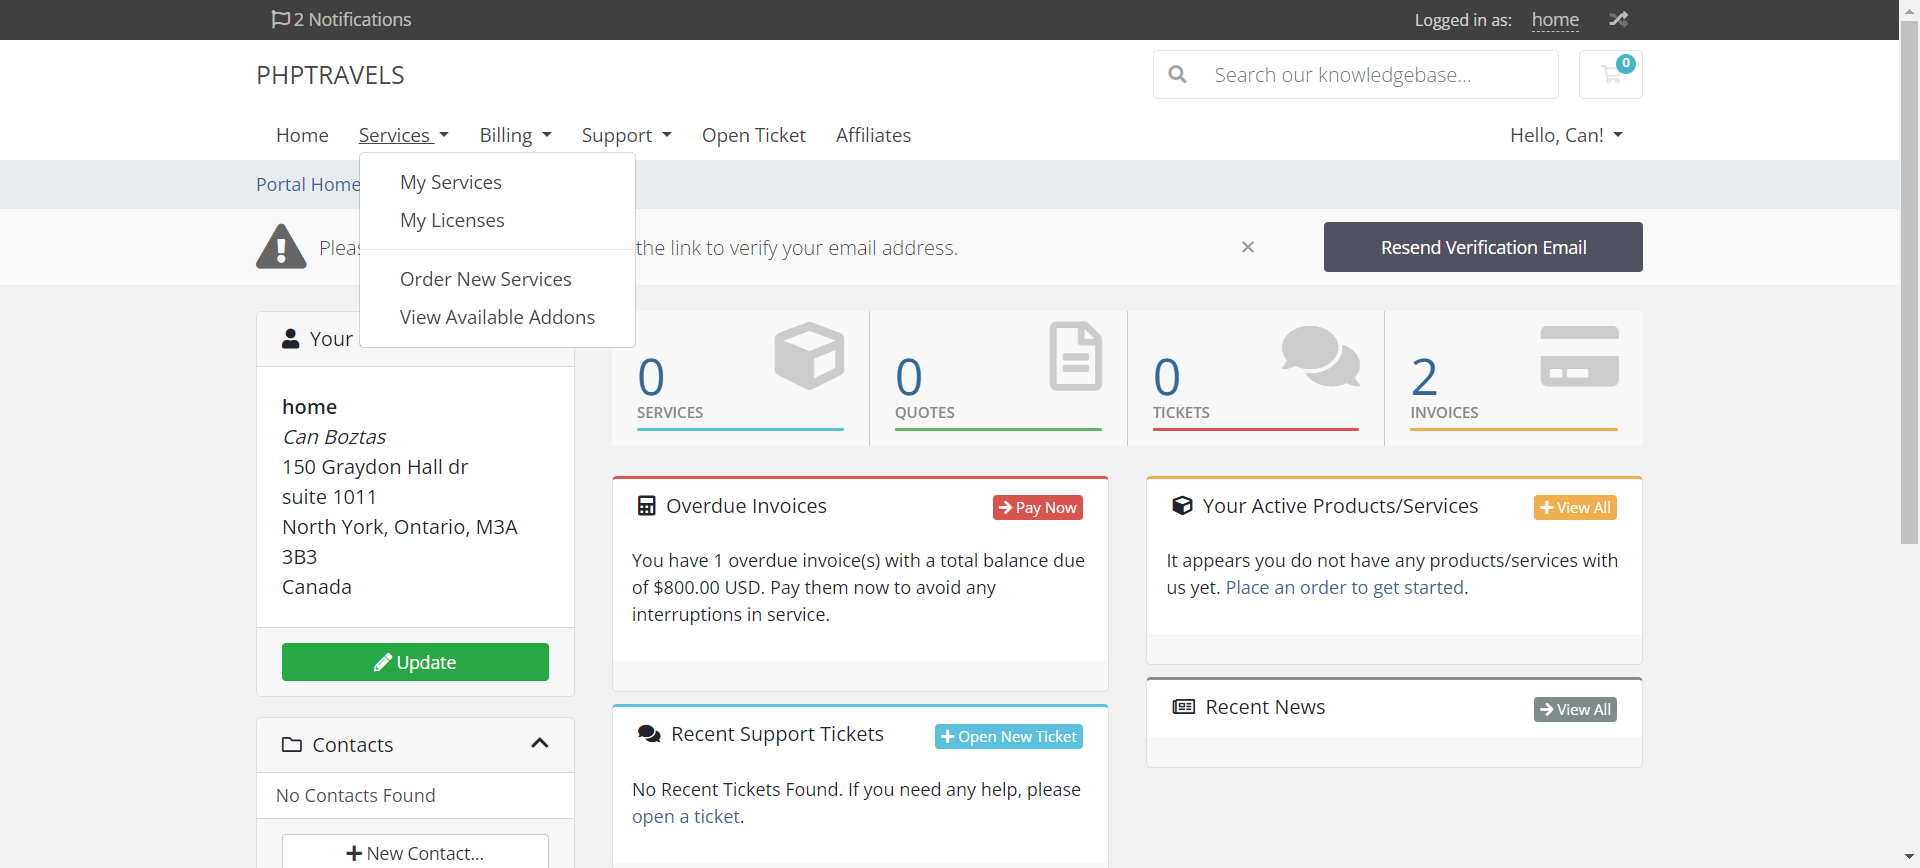 2 Notifications
Logged in as: home
PHPTRAVELS
Search our knowledgebase...
0
Home
Services
Billing
Support
Open Ticket
Affiliates
Hello, Can!
My Services
My Licenses
Order New Services
View Available Addons
Portal Home
the link to verify your email address.
×
Resend Verification Email
Your
home
Can Boztas
150 Graydon Hall dr
suite 1011
North York, Ontario, M3A
3B3
Canada
Update
Contacts
No Contacts Found
New Contact...
0
SERVICES
0
QUOTES
0
TICKETS
2
INVOICES
Overdue Invoices
Pay Now
You have 1 overdue invoice(s) with a total balance due
of $800.00 USD. Pay them now to avoid any
interruptions in service.
Recent Support Tickets
Open New Ticket
No Recent Tickets Found. If you need any help, please
open a ticket.
Your Active Products/Services
View All
It appears you do not have any products/services with
us yet. Place an order to get started.
Recent News
View All